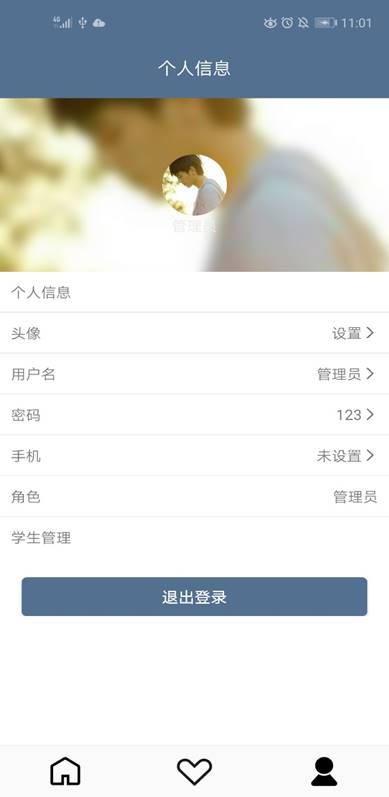 4G
11:01
个人信息
管理员
个人信息
头像 设置
用户名 管理员
密码 123
手机 未设置
角色 管理员
学生管理
退出登录